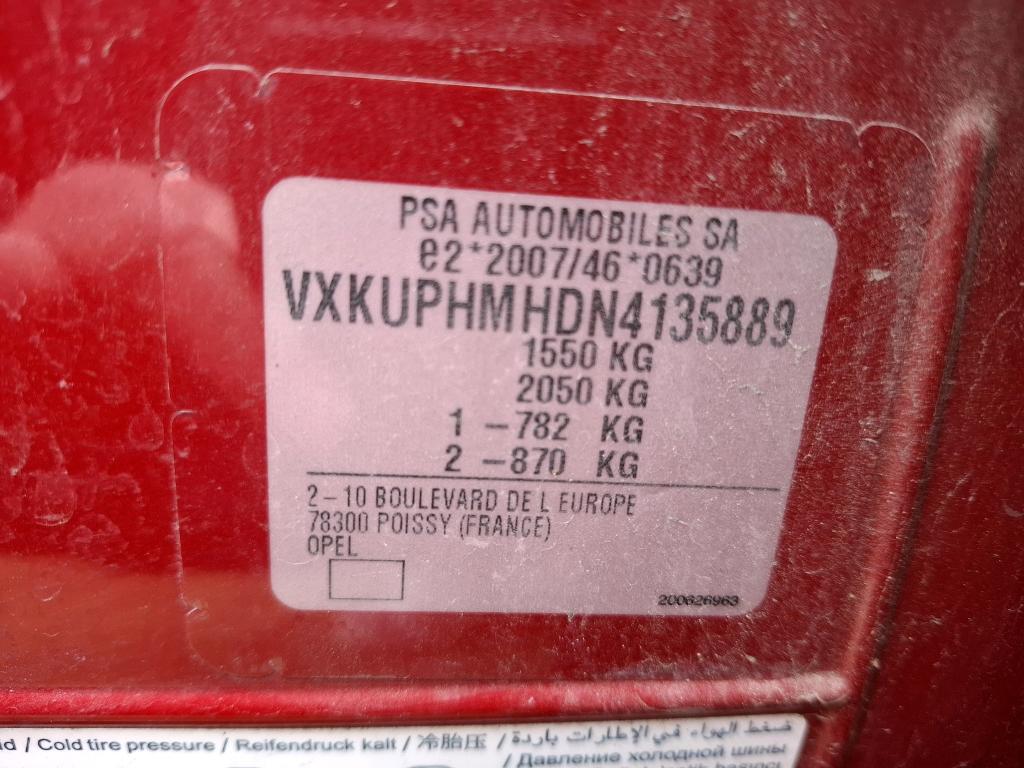 PSA AUTOMOBILES SA
e2*2007/46*0639
VXKUPHMHDN4135889
1550 KG
2050 KG
1 – 782 KG
2 – 870 KG
2 – 10 BOULEVARD DE L EUROPE
78300 POISSY (FRANCE)
OPEL
200626963
/ Cold tire pressure / Reifendruck kalt / 冷胎压 / ضغط الهواء في الإطارات باردة
/ Давление холодной шины